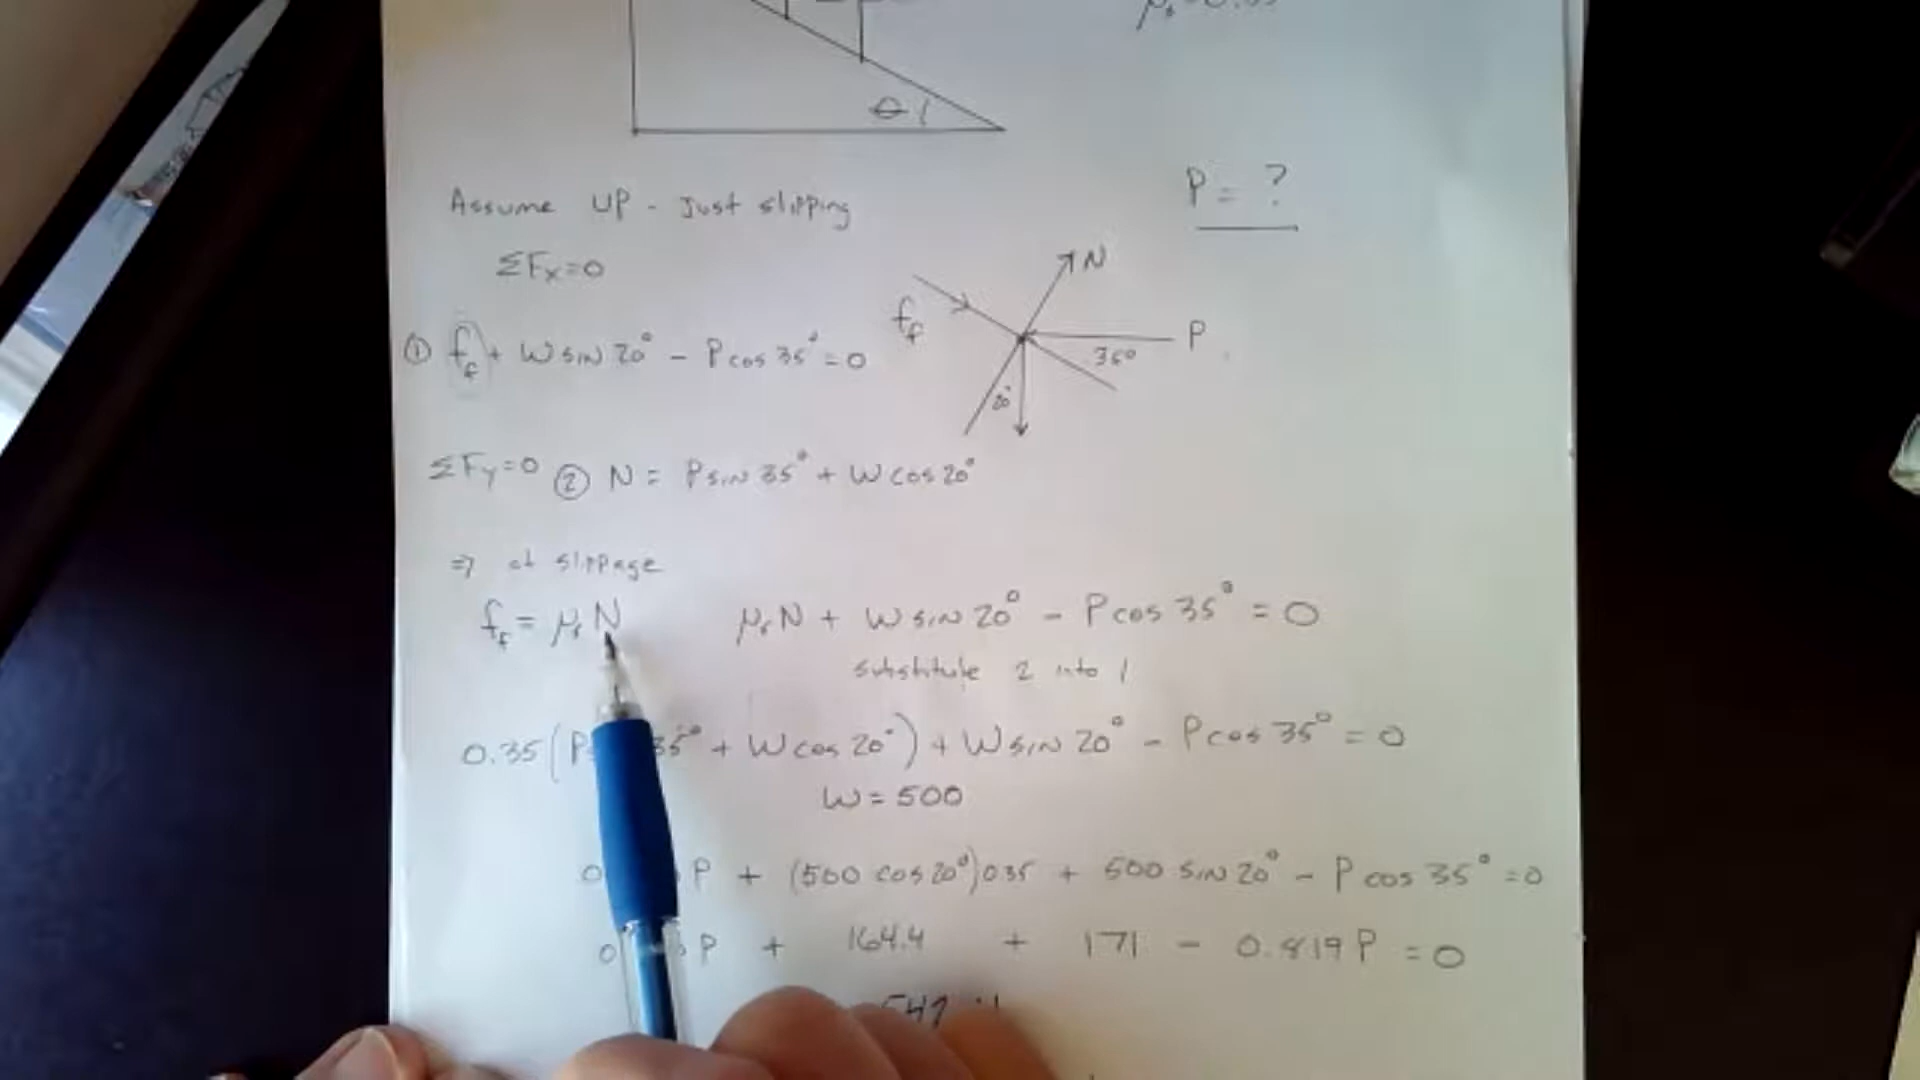 θ
P = ?
Assume UP - Just slipping
ΣFx=0
N
f_f
P
35°
20°
① f_f + W sin 20° - P cos 35° = 0
ΣFy=0 ② N = P sin 35° + W cos 20°
⇒ at slippage
f_f = μs N
μs N + W sin 20° - P cos 35° = 0
substitute 2 into 1
0.35 (P 35° + W cos 20°) + W sin 20° - P cos 35° = 0
W = 500
P + (500 cos 20°) 035 + 500 sin 20° - P cos 35° = 0
P + 164.4 + 171 - 0.819 P = 0